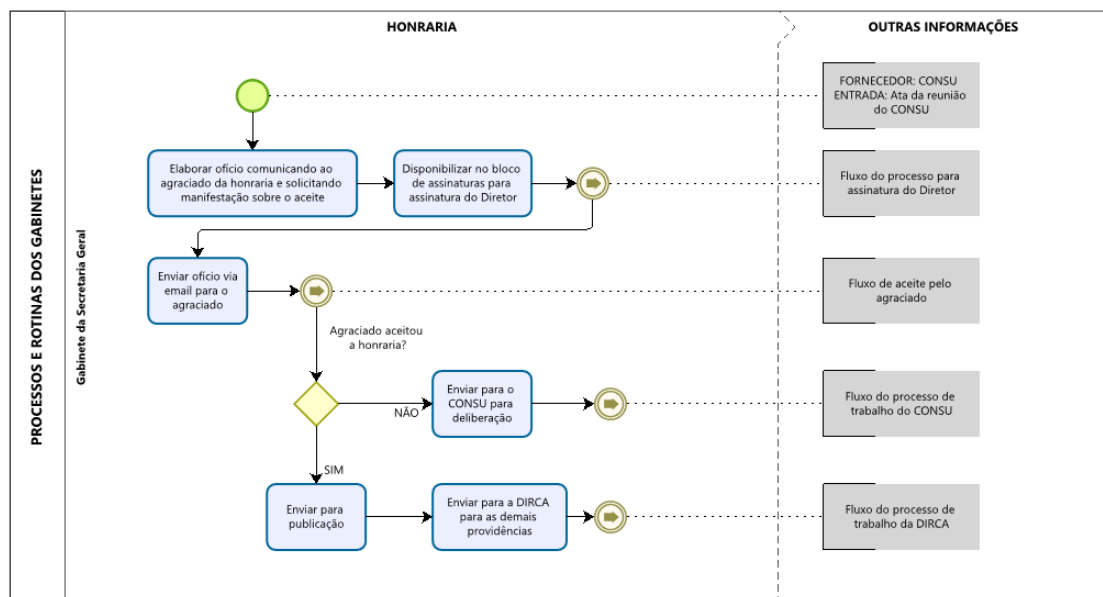 HONRARIA
OUTRAS INFORMAÇÕES
PROCESSOS E ROTINAS DOS GABINETES
Gabinete da Secretaria Geral
FORNECEDOR: CONSU
ENTRADA: Ata da reunião
do CONSU
Elaborar ofício comunicando ao
agraciado da honraria e solicitando
manifestação sobre o aceite
Disponibilizar no bloco
de assinaturas para
assinatura do Diretor
Fluxo do processo para
assinatura do Diretor
Enviar ofício via
email para o
agraciado
Fluxo de aceite pelo
agraciado
Agraciado aceitou
a honraria?
NÃO
Enviar para o
CONSU para
deliberação
Fluxo do processo de
trabalho do CONSU
SIM
Enviar para
publicação
Enviar para a DIRCA
para as demais
providências
Fluxo do processo de
trabalho da DIRCA